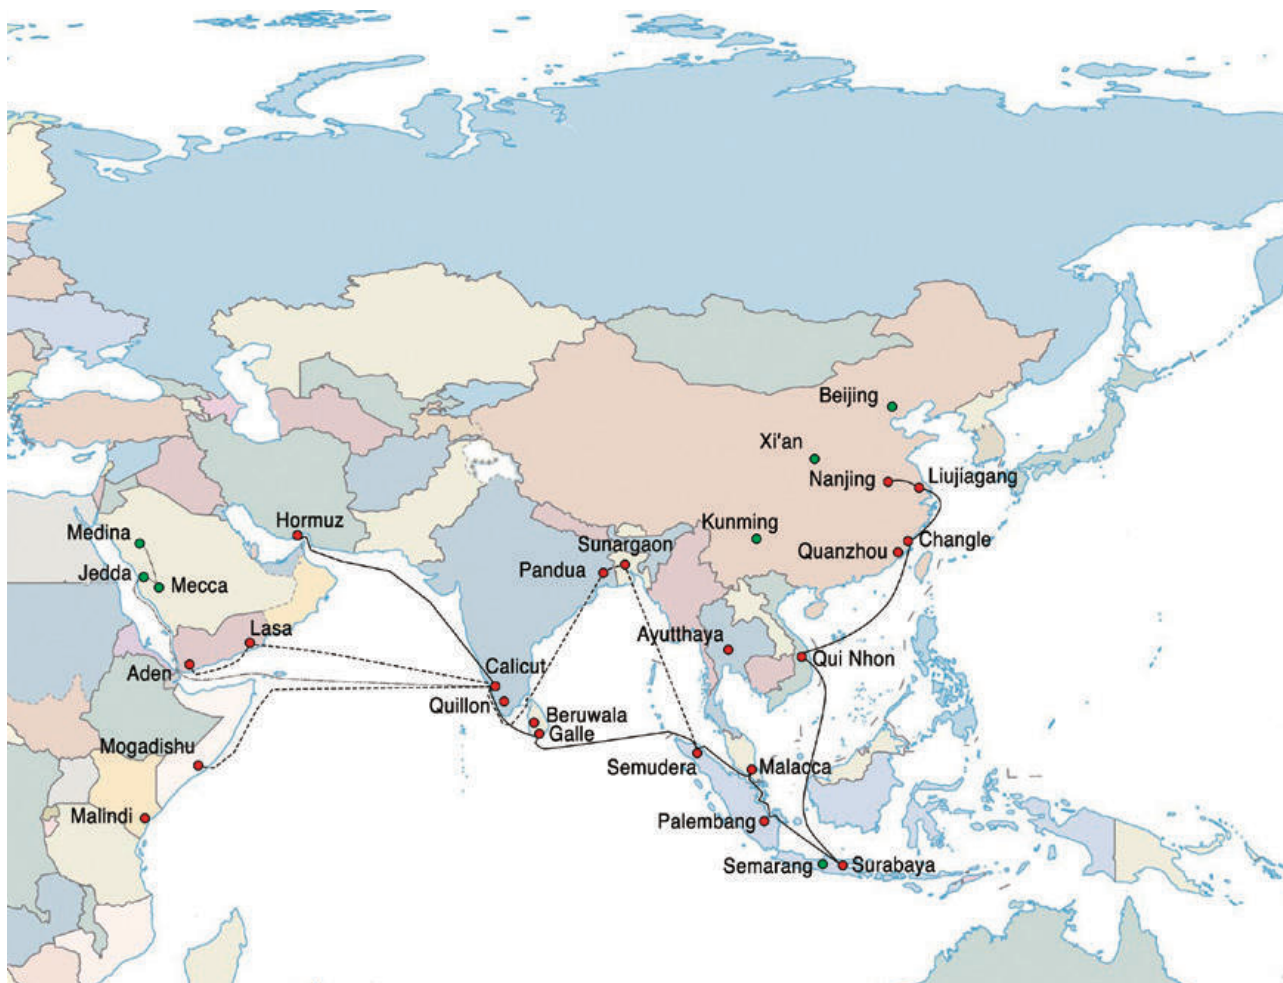 Beijing
Xi'an
Nanjing
Liujiagang
Hormuz
Medina
Kunming
Changle
Sunargaon
Quanzhou
Pandua
Jedda
Mecca
Lasa
Ayutthaya
Qui Nhon
Aden
Calicut
Quillon
Beruwala
Galle
Mogadishu
Semudera
Malacca
Malindi
Palembang
Semarang
Surabaya